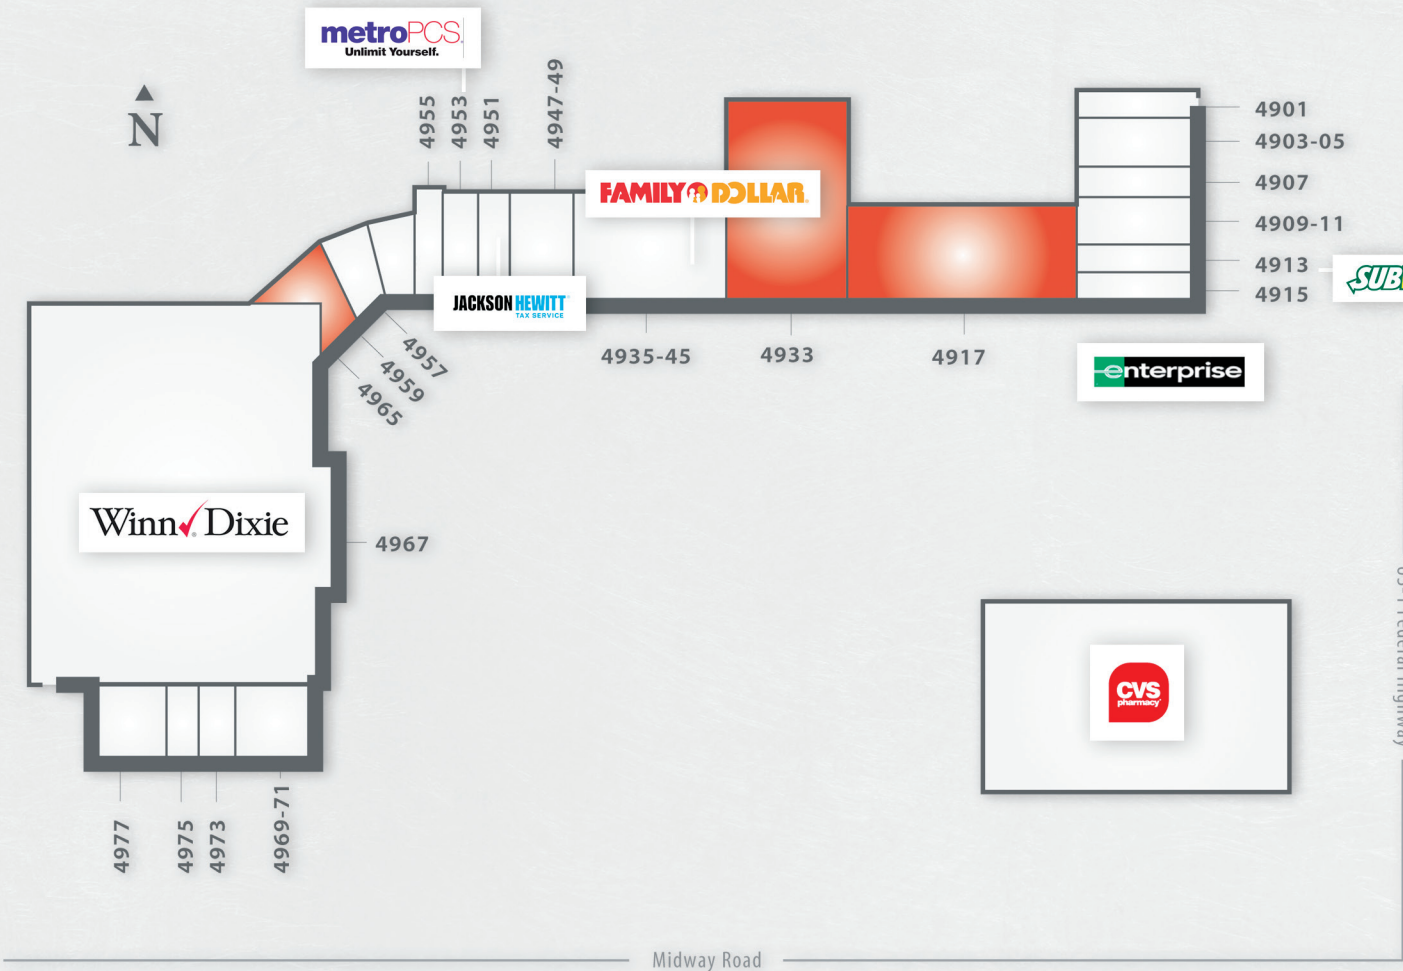 metroPCS.
Unlimit Yourself.
N
4955
4953
4951
4947-49
4901
4903-05
4907
4909-11
4913
4915
FAMILY DOLLAR
JACKSON HEWITT
TAX SERVICE
4935-45
4933
4917
4957
4959
4965
enterprise
Winn Dixie
4967
CVS
pharmacy
4977
4975
4973
4969-71
Midway Road